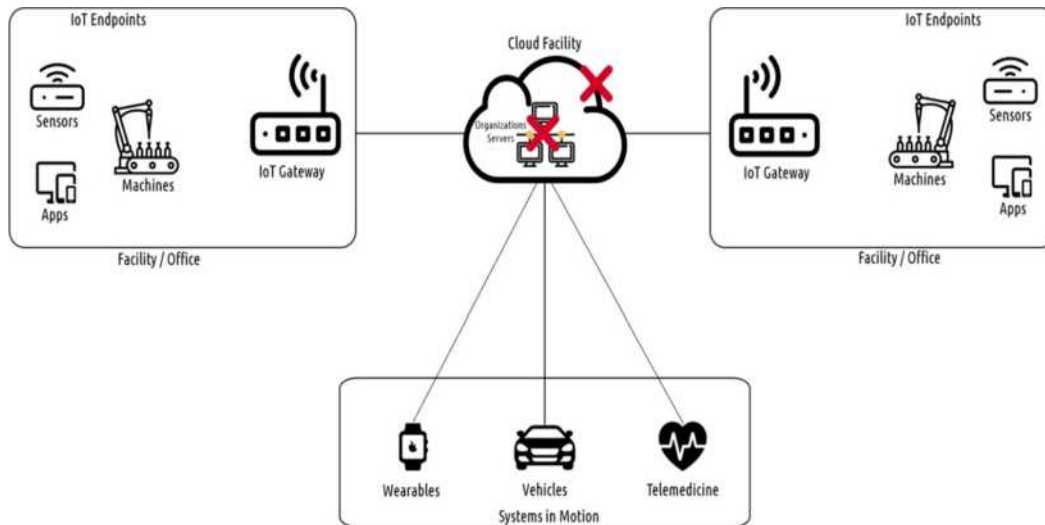 IoT Endpoints
Sensors
Machines
Apps
IoT Gateway
Facility / Office
Cloud Facility
Organizations
Servers
IoT Endpoints
Sensors
IoT Gateway
Machines
Apps
Facility / Office
Wearables
Vehicles
Telemedicine
Systems in Motion